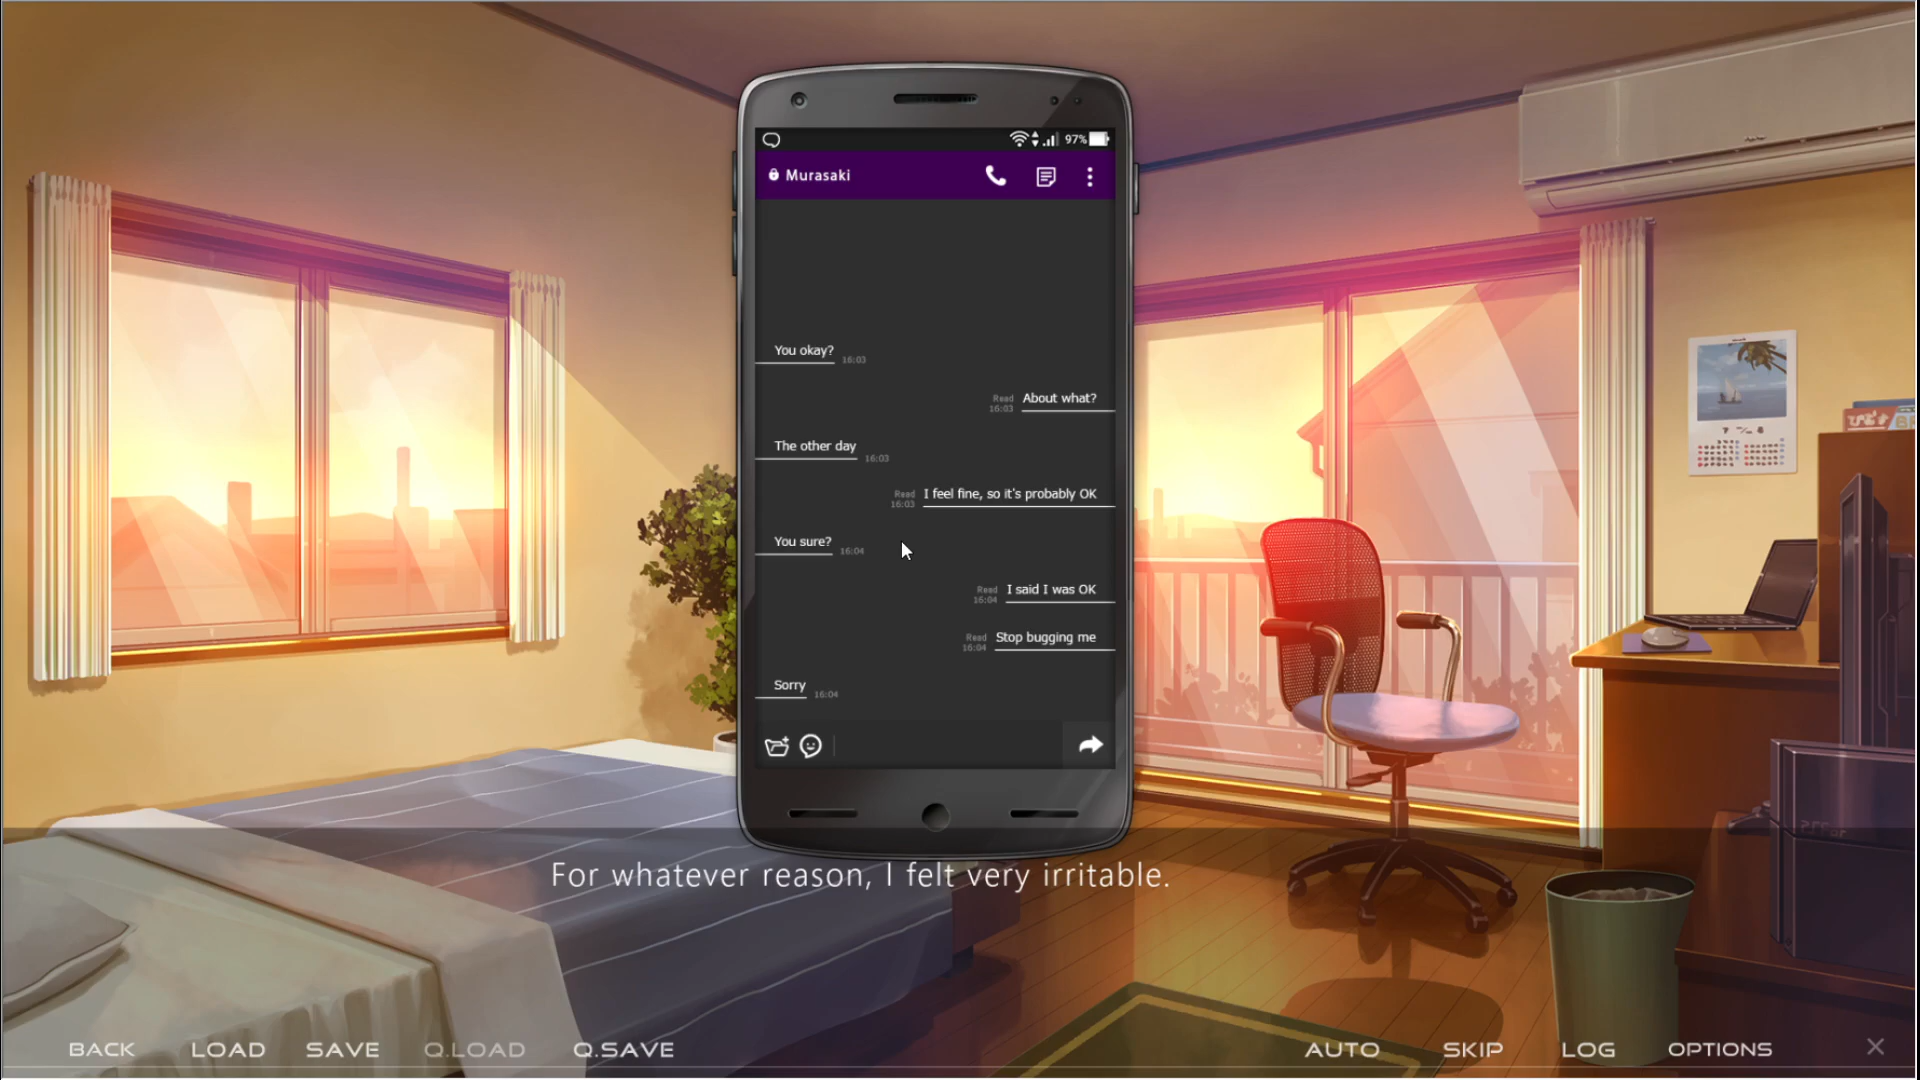 97%
Murasaki
You okay? 16:03
Read 16:03 About what?
The other day 16:03
Read 16:03 I feel fine, so it's probably OK
You sure? 16:04
Read 16:04 I said I was OK
Read 16:04 Stop bugging me
Sorry 16:04
For whatever reason, I felt very irritable.
BACK LOAD SAVE Q.LOAD Q.SAVE AUTO SKIP LOG OPTIONS